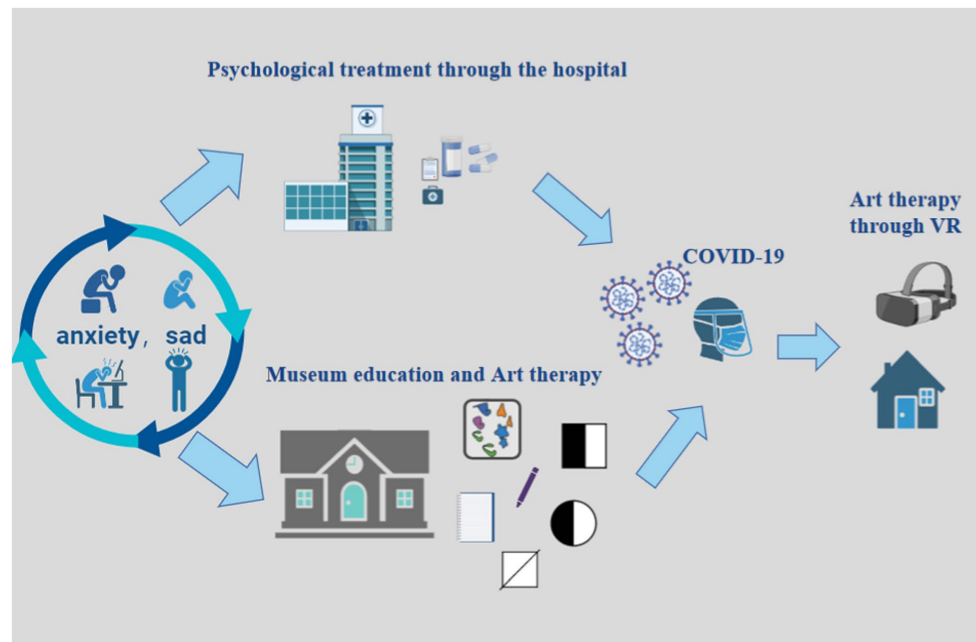 Psychological treatment through the hospital
Art therapy
through VR
COVID-19
anxiety，sad
Museum education and Art therapy